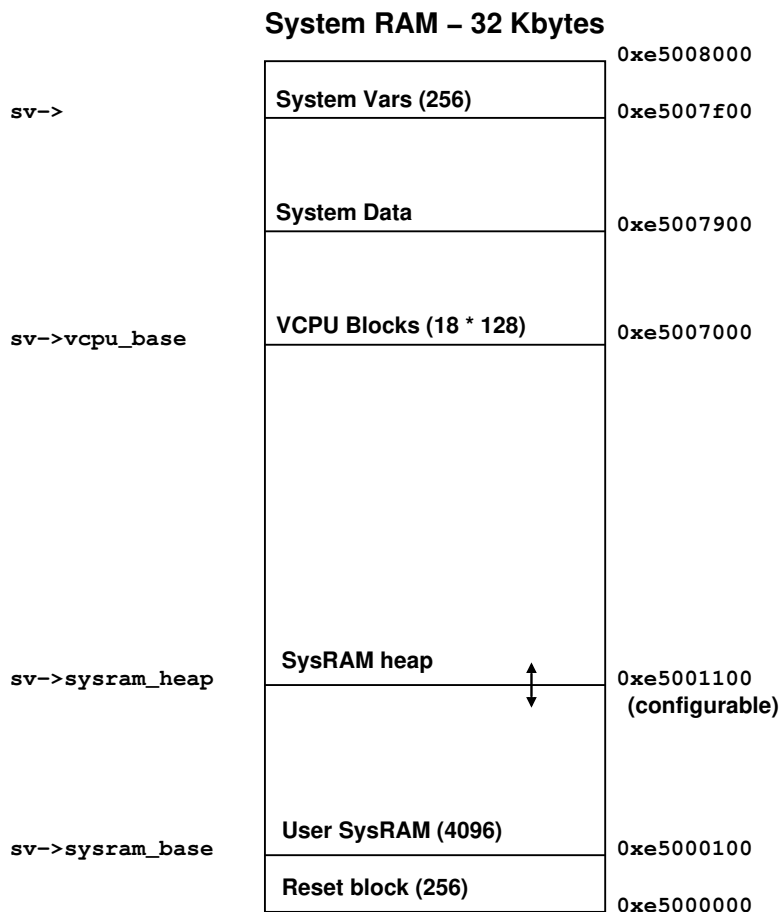 System RAM – 32 Kbytes
0xe5008000
System Vars (256)
sv–>
0xe5007f00
System Data
0xe5007900
VCPU Blocks (18 * 128)
sv–>vcpu_base
0xe5007000
SysRAM heap
sv–>sysram_heap
0xe5001100
(configurable)
User SysRAM (4096)
sv–>sysram_base
0xe5000100
Reset block (256)
0xe5000000